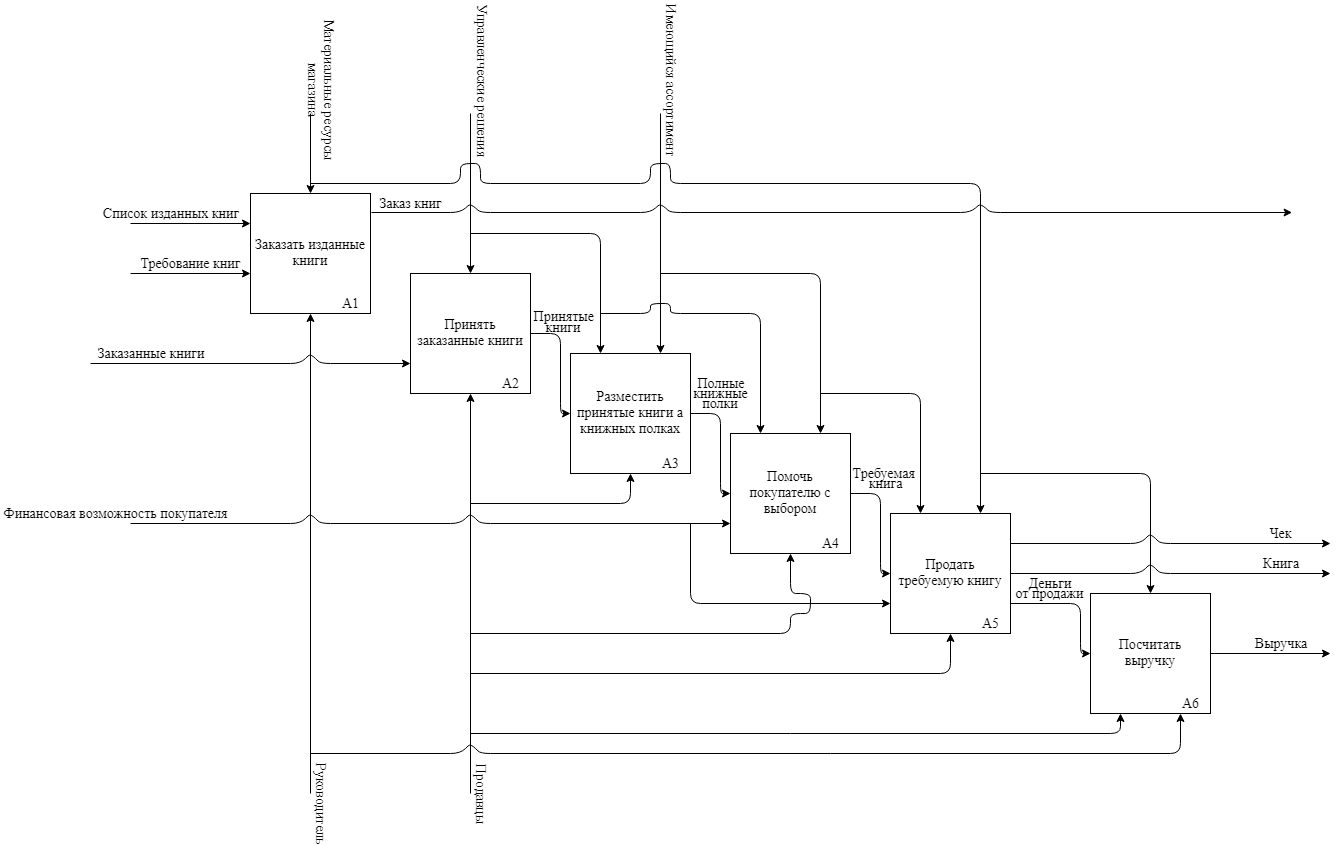 Материальные ресурсы
магазина
Управленческие решения
Имеющийся ассортимент
Список изданных книг
Требование книг
Заказать изданные
книги
A1
Заказ книг
Заказанные книги
Принять
заказанные книги
A2
Принятые
книги
Разместить
принятые книги а
книжных полках
A3
Полные
книжные
полки
Финансовая возможность покупателя
Помочь
покупателю с
выбором
A4
Требуемая
книга
Продать
требуемую книгу
A5
Чек
Книга
Деньги
от продажи
Посчитать
выручку
A6
Выручка
Руководитель
Продавцы